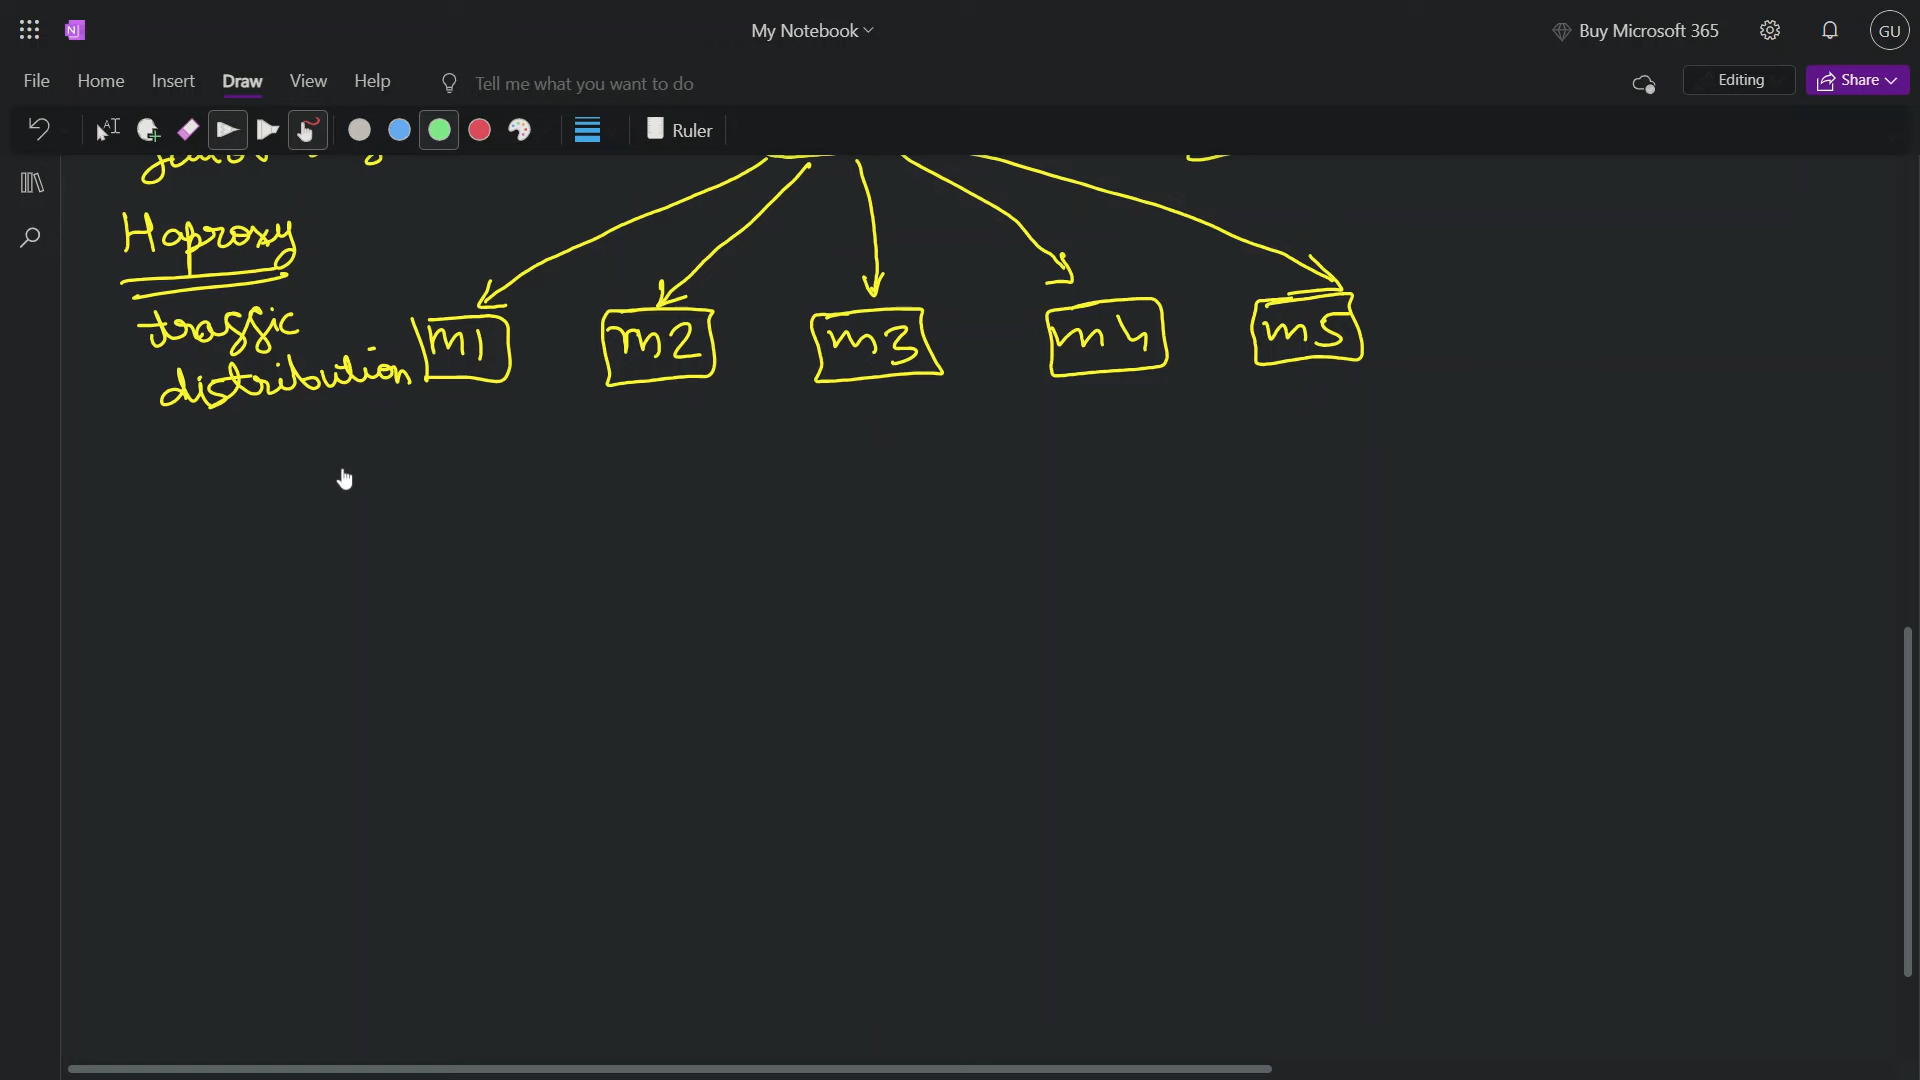 My Notebook
Buy Microsoft 365
GU
File Home Insert Draw View Help
Tell me what you want to do
Editing
Share
Ruler
Haproxy
traffic
distribution
m1 m2 m3 m4 m5